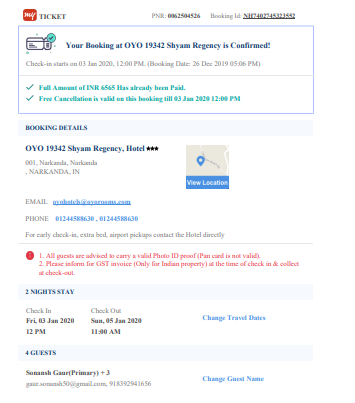 my TICKET
PNR: 0062504526 Booking Id: NH7402745323552
Your Booking at OYO 19342 Shyam Regency is Confirmed!
Check-in starts on 03 Jan 2020, 12:00 PM. (Booking Date: 26 Dec 2019 05:06 PM)
Full Amount of INR 6565 Has already been Paid.
Free Cancellation is valid on this booking till 03 Jan 2020 12:00 PM
BOOKING DETAILS
OYO 19342 Shyam Regency, Hotel ★★★
001, Narkanda, Narkanda
, NARKANDA, IN
View Location
EMAIL oyohotels@oyorooms.com
PHONE 01244588630 , 01244588630
For early check-in, extra bed, airport pickups contact the Hotel directly
1. All guests are advised to carry a valid Photo ID proof (Pan card is not valid).
2. Please inform for GST invoice (Only for Indian property) at the time of check in & collect
at check-out.
2 NIGHTS STAY
Check In Check Out
Fri, 03 Jan 2020 Sun, 05 Jan 2020 Change Travel Dates
12 PM 11:00 AM
4 GUESTS
Sonansh Gaur(Primary) + 3
gaur.sonansh50@gmail.com, 918392941656 Change Guest Name